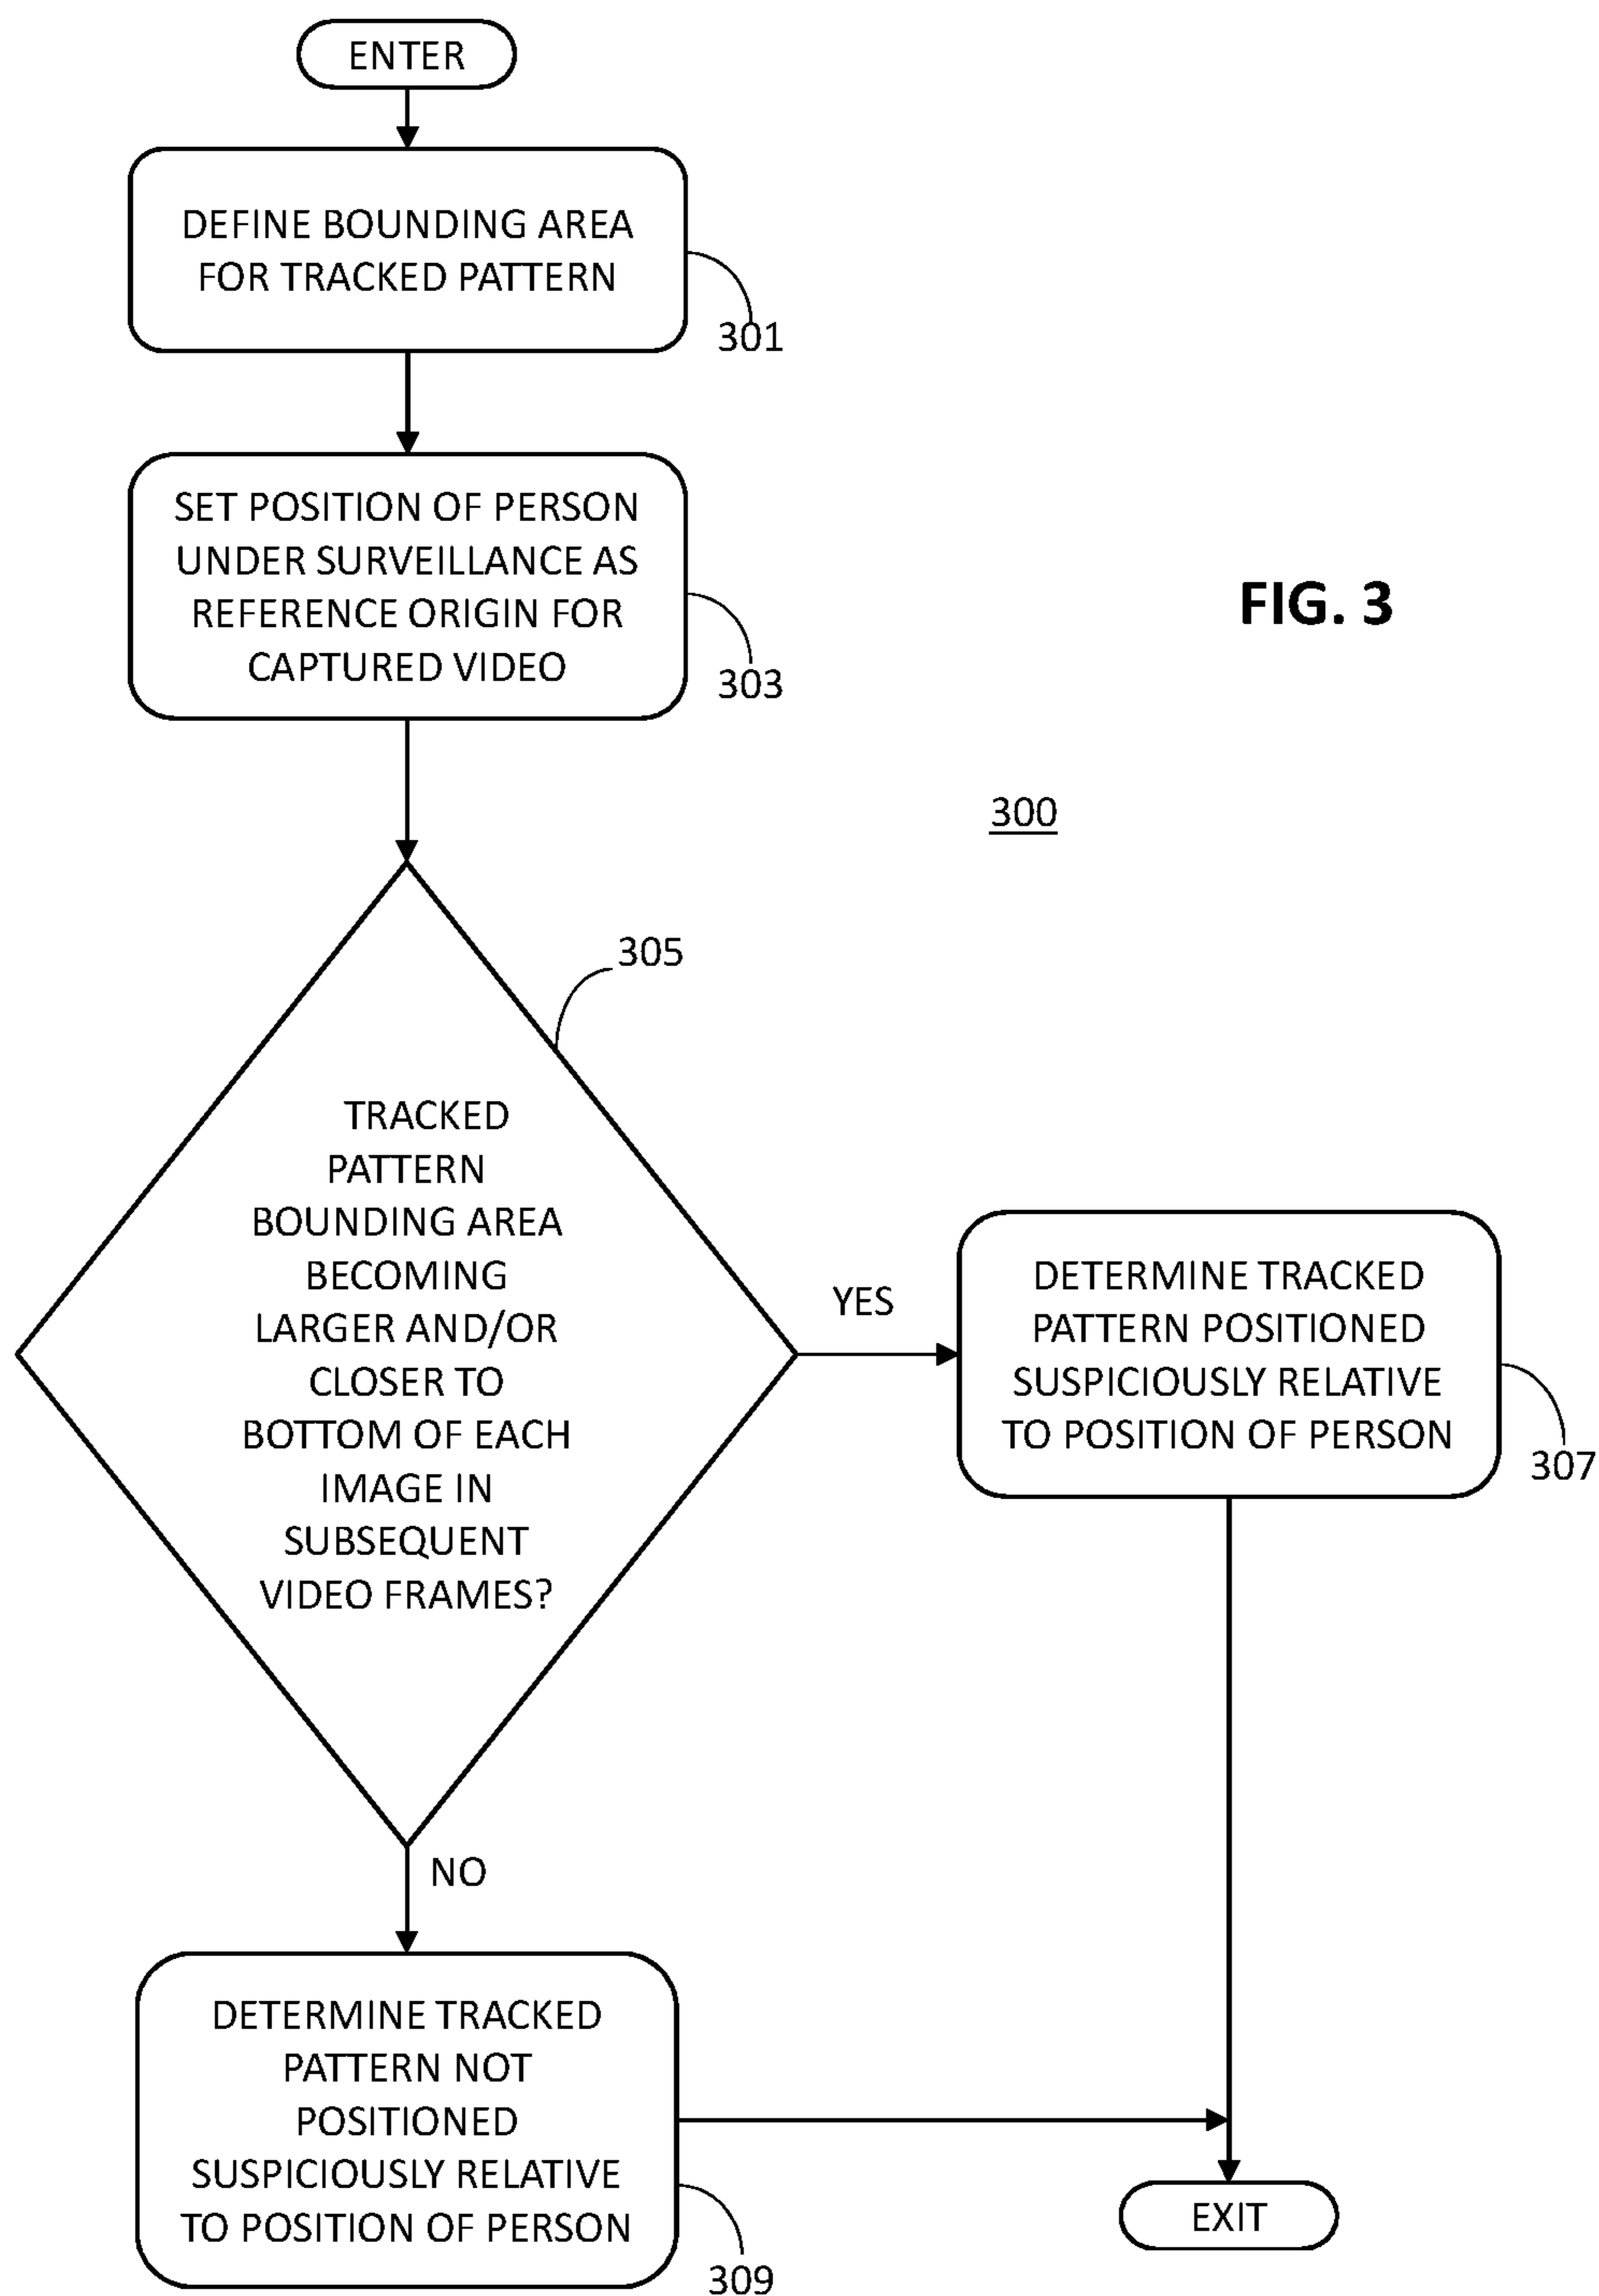 ENTER
DEFINE BOUNDING AREA
FOR TRACKED PATTERN
301
SET POSITION OF PERSON
UNDER SURVEILLANCE AS
REFERENCE ORIGIN FOR
CAPTURED VIDEO
303
FIG. 3
300
305
TRACKED
PATTERN
BOUNDING AREA
BECOMING
LARGER AND/OR
CLOSER TO
BOTTOM OF EACH
IMAGE IN
SUBSEQUENT
VIDEO FRAMES?
YES
DETERMINE TRACKED
PATTERN POSITIONED
SUSPICIOUSLY RELATIVE
TO POSITION OF PERSON
307
NO
DETERMINE TRACKED
PATTERN NOT
POSITIONED
SUSPICIOUSLY RELATIVE
TO POSITION OF PERSON
309
EXIT